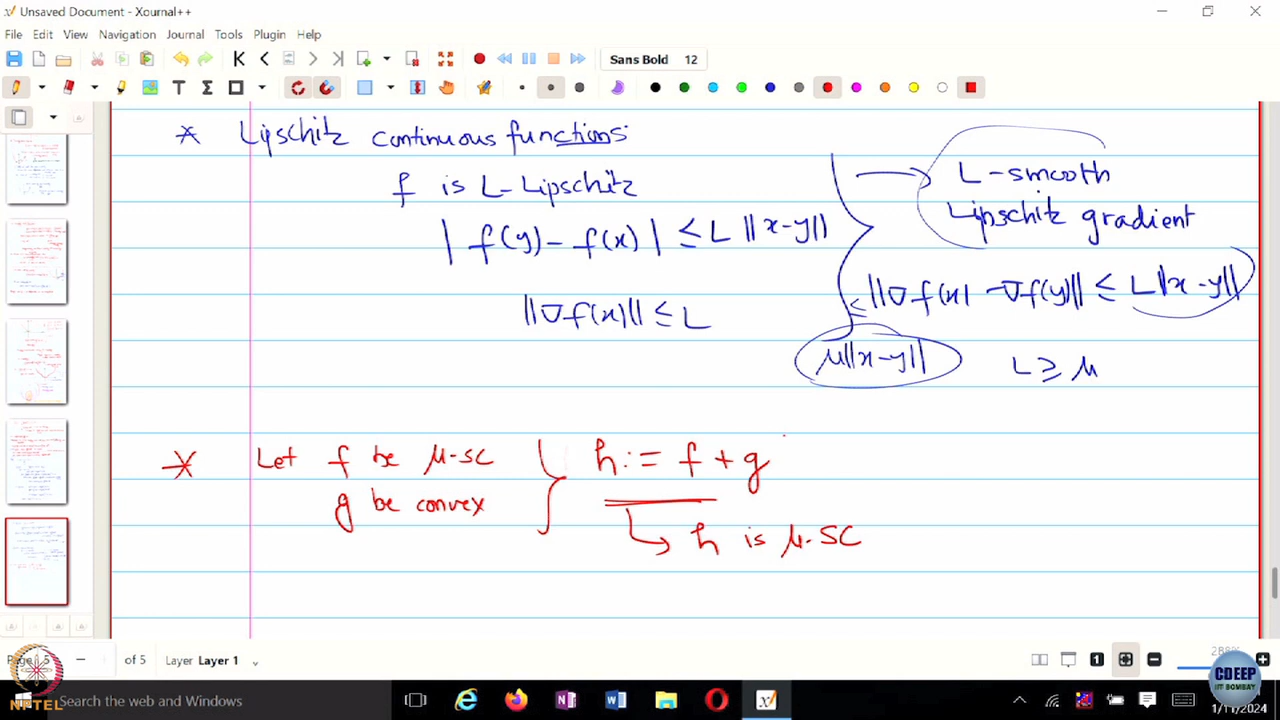 Unsaved Document - Xournal++
File Edit View Navigation Journal Tools Plugin Help
Sans Bold 12
* Lipschitz continuous functions:
f is L-Lipschitz
| f(y) - f(x) | ≤ L ||x-y||
||∇f(x)|| ≤ L
L-smooth
Lipschitz gradient
≤ ||∇f(x) - ∇f(y)|| ≤ L||x-y||
μ||x-y||
L ≥ μ
* Let f be μ-SC
g be convex
h := f + g
h is μ-SC
of 5 Layer Layer 1
288%
NPTEL
Search the web and Windows
CDEEP
IIT BOMBAY
1/11/2024